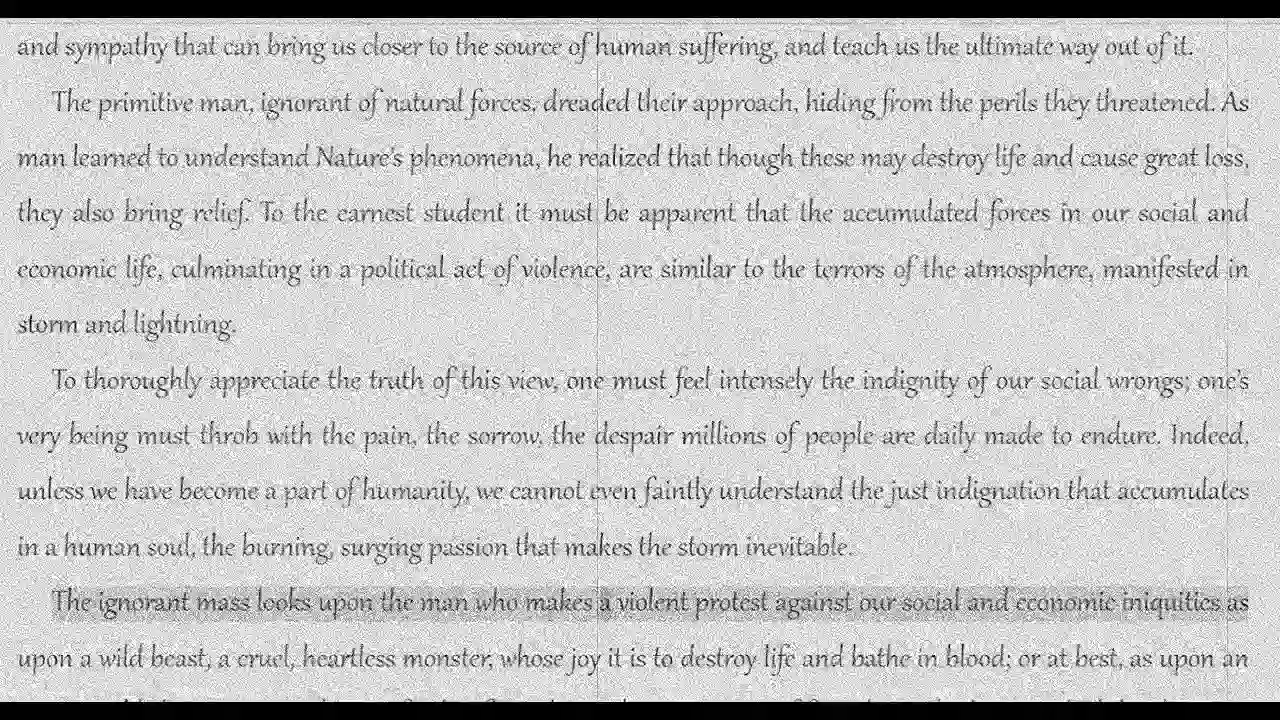 and sympathy that can bring us closer to the source of human suffering, and teach us the ultimate way out of it.
The primitive man, ignorant of natural forces, dreaded their approach, hiding from the perils they threatened. As
man learned to understand Nature's phenomena, he realized that though these may destroy life and cause great loss,
they also bring relief. To the earnest student it must be apparent that the accumulated forces in our social and
economic life, culminating in a political act of violence, are similar to the terrors of the atmosphere, manifested in
storm and lightning.
To thoroughly appreciate the truth of this view, one must feel intensely the indignity of our social wrongs; one's
very being must throb with the pain, the sorrow, the despair millions of people are daily made to endure. Indeed,
unless we have become a part of humanity, we cannot even faintly understand the just indignation that accumulates
in a human soul, the burning, surging passion that makes the storm inevitable.
The ignorant mass looks upon the man who makes a violent protest against our social and economic iniquities as
upon a wild beast, a cruel, heartless monster, whose joy it is to destroy life and bathe in blood; or at best, as upon an